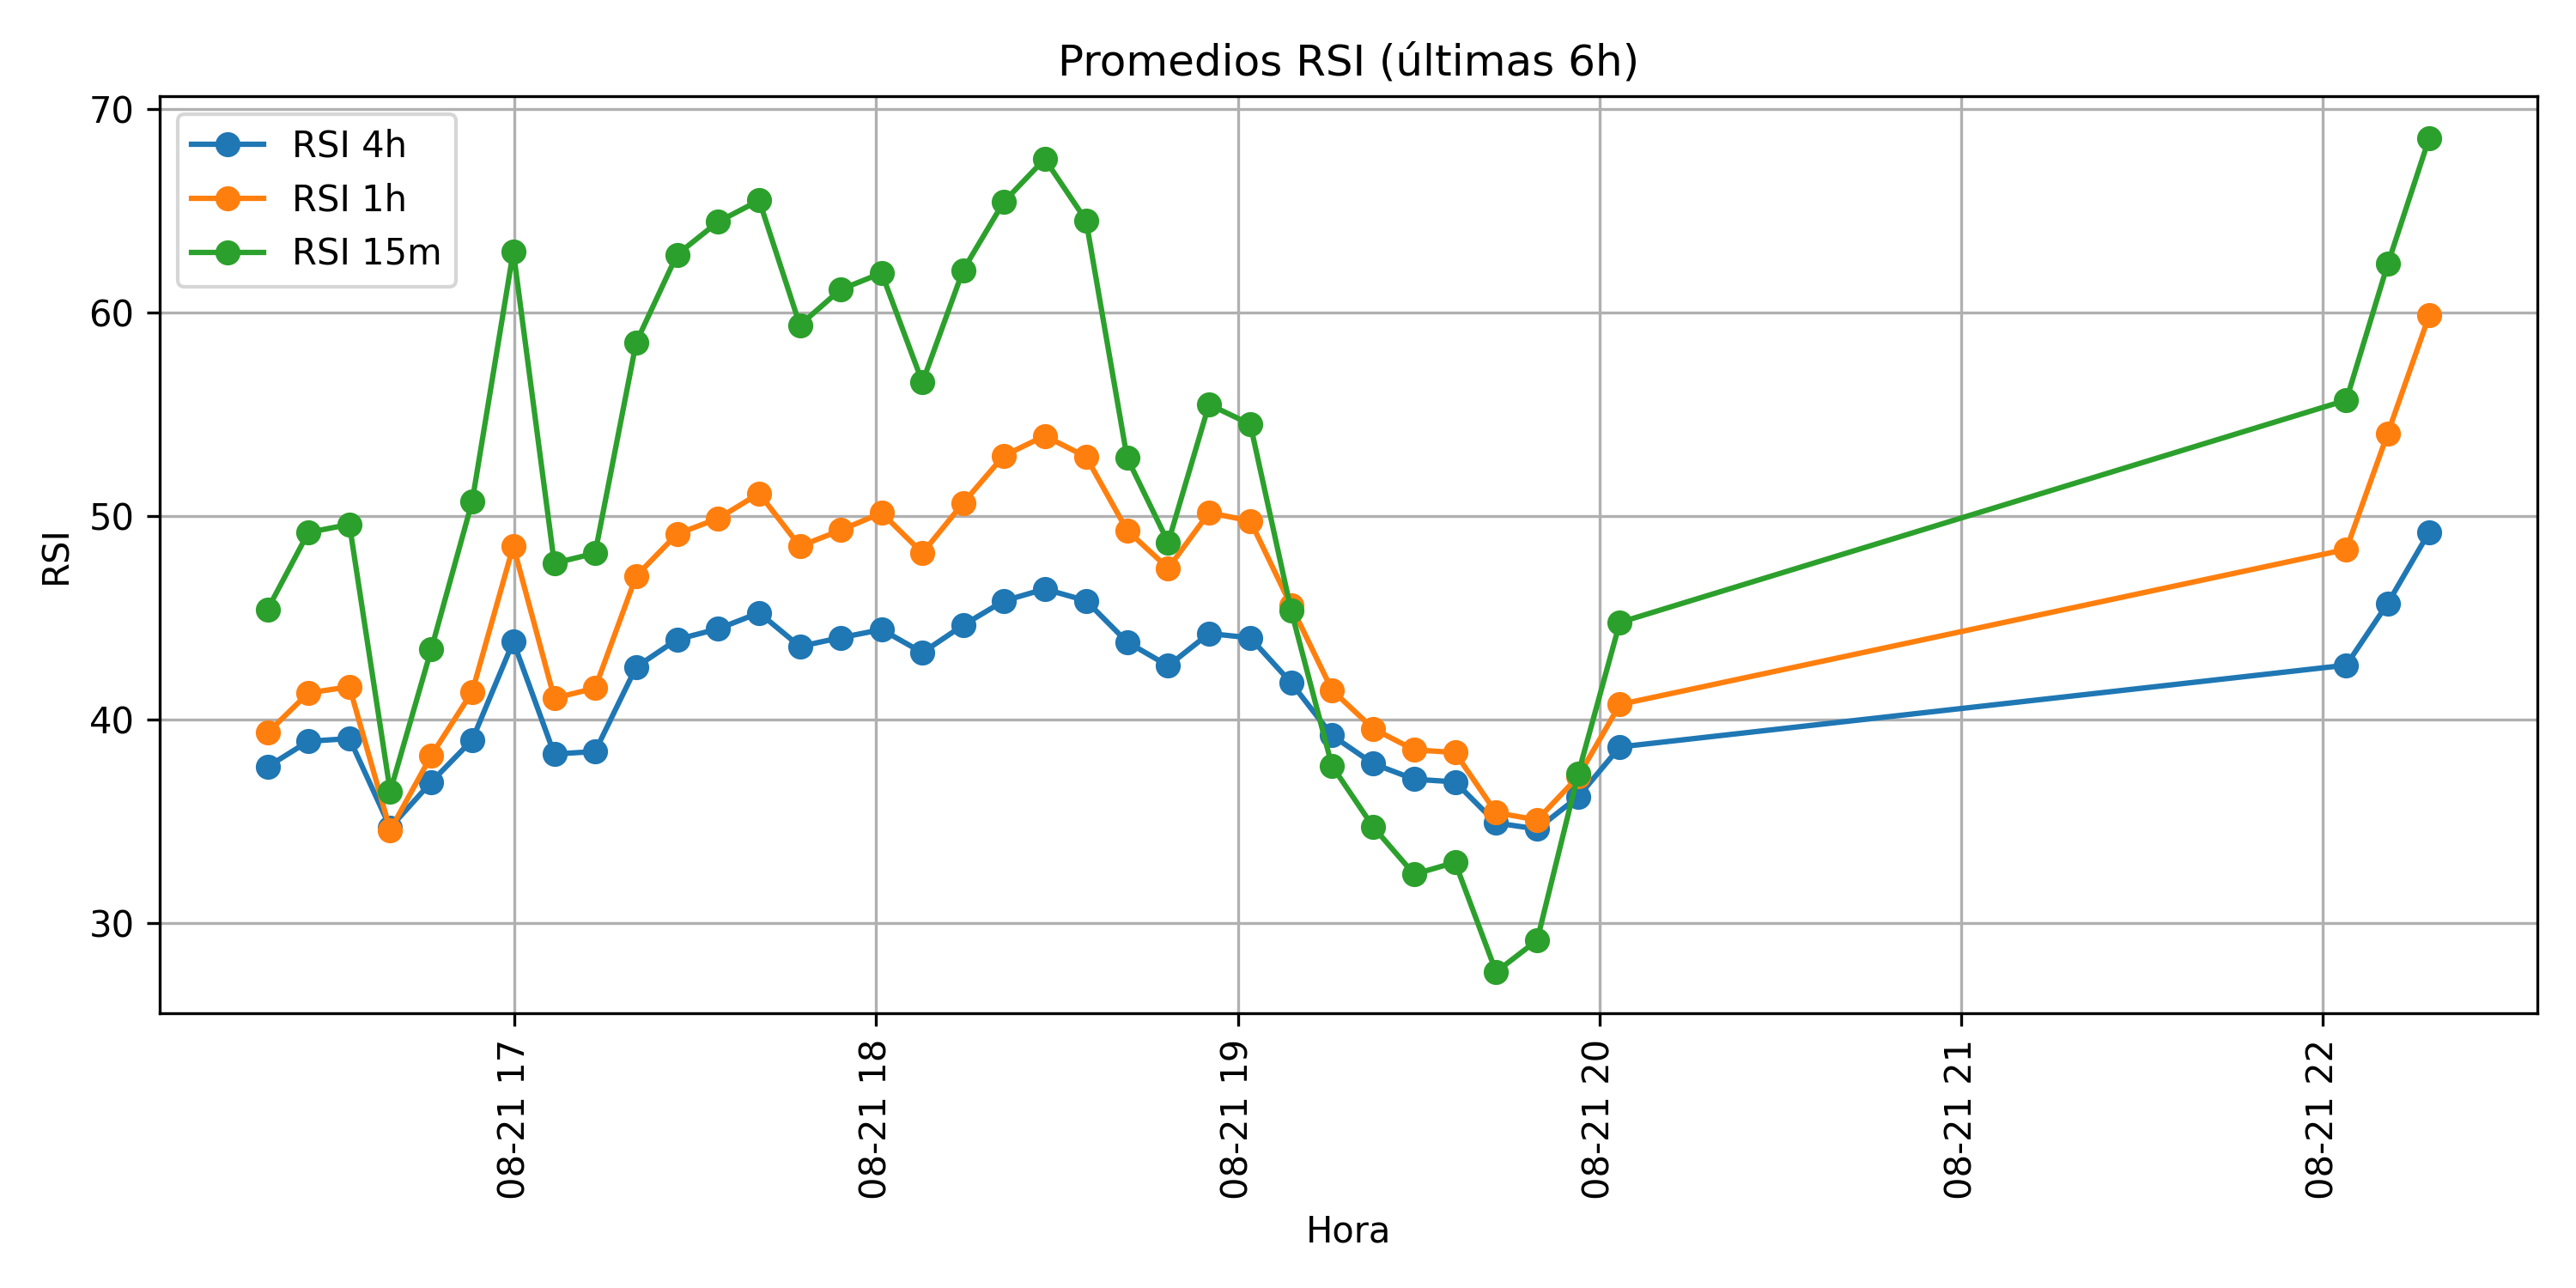 Promedios RSI (últimas 6h)
RSI 4h
RSI 1h
RSI 15m
70
60
50
40
30
RSI
08-21 17
08-21 18
08-21 19
08-21 20
08-21 21
08-21 22
Hora